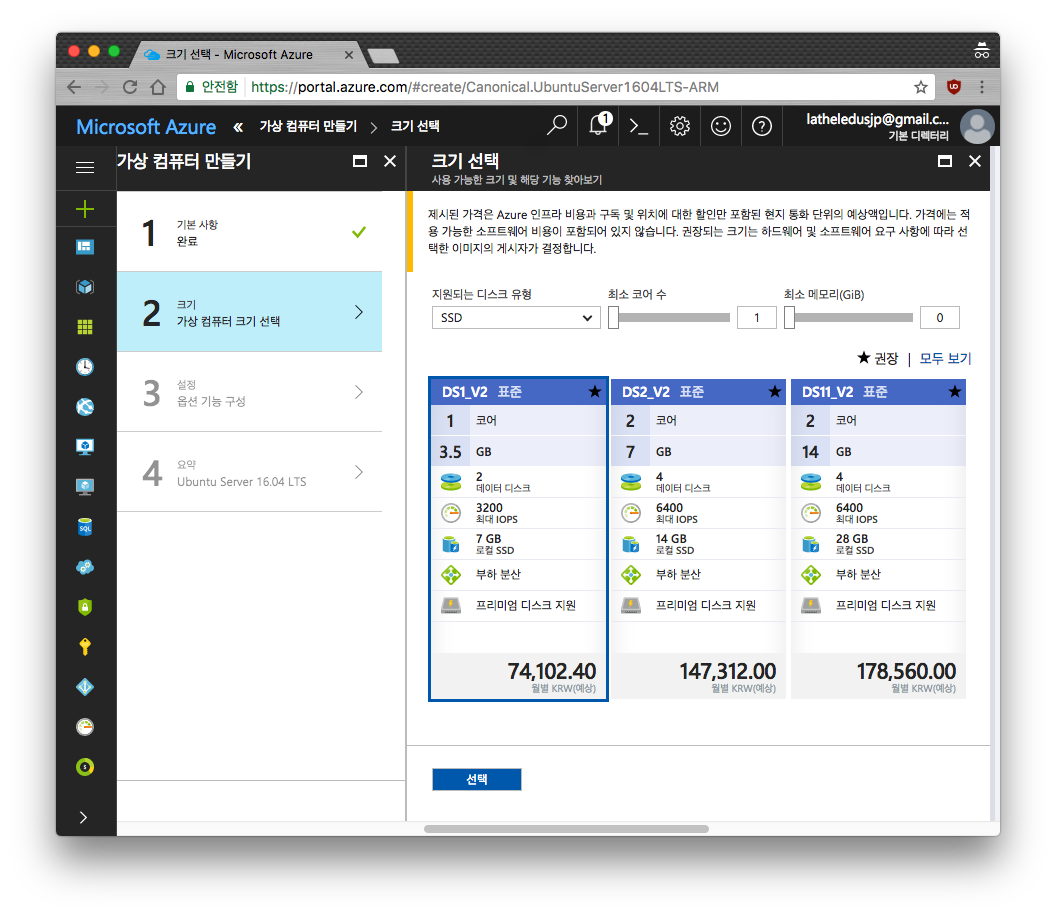 크기 선택 - Microsoft Azure
안전함 https://portal.azure.com/#create/Canonical.UbuntuServer1604LTS-ARM
Microsoft Azure « 가상 컴퓨터 만들기 > 크기 선택
1
latheledusjp@gmail.c...
기본 디렉터리
가상 컴퓨터 만들기
1 기본 사항
완료
2 크기
가상 컴퓨터 크기 선택
3 설정
옵션 기능 구성
4 요약
Ubuntu Server 16.04 LTS
SQL
크기 선택
사용 가능한 크기 및 해당 기능 찾아보기
제시된 가격은 Azure 인프라 비용과 구독 및 위치에 대한 할인만 포함된 현지 통화 단위의 예상액입니다. 가격에는 적
용 가능한 소프트웨어 비용이 포함되어 있지 않습니다. 권장되는 크기는 하드웨어 및 소프트웨어 요구 사항에 따라 선
택한 이미지의 게시자가 결정합니다.
지원되는 디스크 유형 최소 코어 수 최소 메모리(GiB)
SSD 1 0
★ 권장 | 모두 보기
DS1_V2 표준 ★
1 코어
3.5 GB
2
데이터 디스크
3200
최대 IOPS
7 GB
로컬 SSD
부하 분산
프리미엄 디스크 지원
74,102.40
월별 KRW(예상)
DS2_V2 표준 ★
2 코어
7 GB
4
데이터 디스크
6400
최대 IOPS
14 GB
로컬 SSD
부하 분산
프리미엄 디스크 지원
147,312.00
월별 KRW(예상)
DS11_V2 표준 ★
2 코어
14 GB
4
데이터 디스크
6400
최대 IOPS
28 GB
로컬 SSD
부하 분산
프리미엄 디스크 지원
178,560.00
월별 KRW(예상)
선택